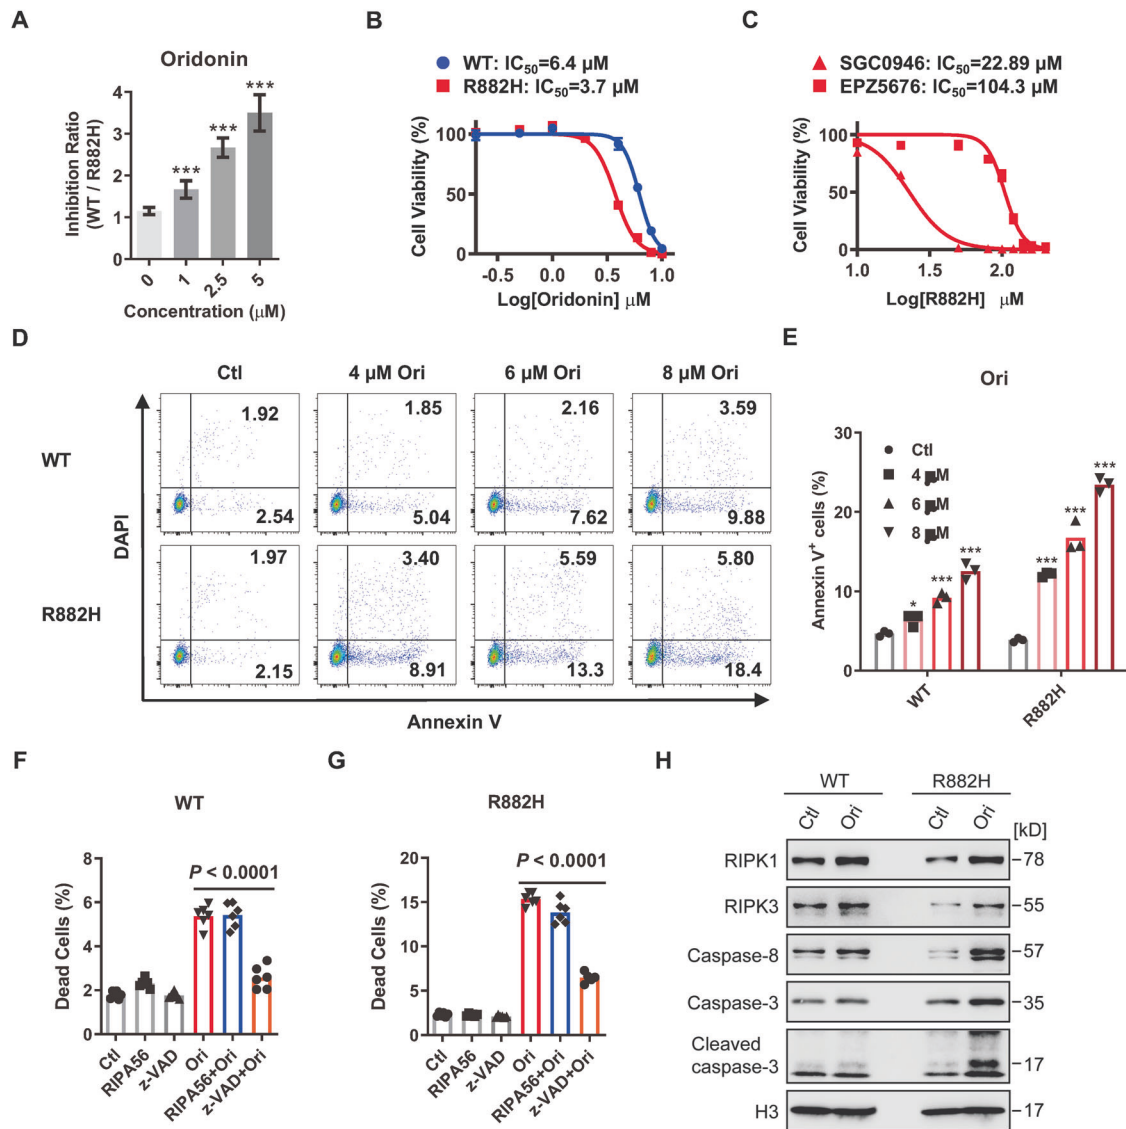 A
Oridonin
Inhibition Ratio
(WT / R882H)
4
3
2
1
0
***
***
***
0
1
2.5
5
Concentration (μM)
B
WT: IC50=6.4 μM
R882H: IC50=3.7 μM
Cell Viability (%)
100
50
0
-0.5
0.0
0.5
1.0
Log[Oridonin] μM
C
SGC0946: IC50=22.89 μM
EPZ5676: IC50=104.3 μM
Cell Viability (%)
100
50
0
1.0
1.5
2.0
Log[R882H] μM
D
Ctl
4 μM Ori
6 μM Ori
8 μM Ori
DAPI
WT
1.92
1.85
2.16
3.59
2.54
5.04
7.62
9.88
R882H
1.97
3.40
5.59
5.80
2.15
8.91
13.3
18.4
Annexin V
E
Ori
Annexin V+ cells (%)
30
20
10
0
Ctl
4 M
6 M
8 M
*
***
***
***
***
***
WT
R882H
F
WT
Dead Cells (%)
8
6
4
2
0
P < 0.0001
Ctl
RIPA56
z-VAD
Ori
RIPA56+Ori
z-VAD+Ori
G
R882H
Dead Cells (%)
20
15
10
5
0
P < 0.0001
Ctl
RIPA56
z-VAD
Ori
RIPA56+Ori
z-VAD+Ori
H
WT
R882H
Ctl
Ori
Ctl
Ori
[kD]
RIPK1
78
RIPK3
55
Caspase-8
57
Caspase-3
35
Cleaved
caspase-3
17
H3
17